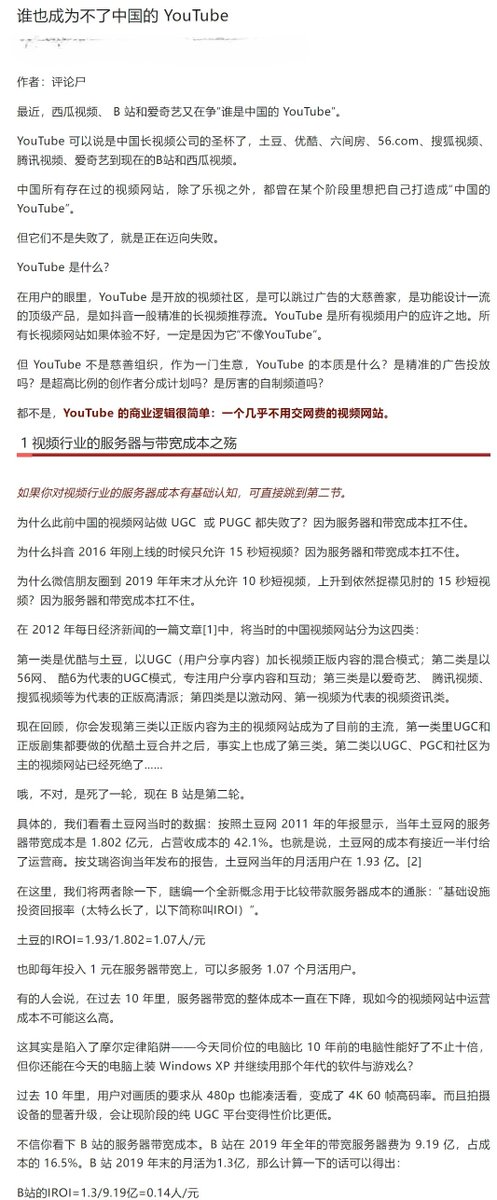 谁也成为不了中国的 YouTube
作者：评论尸
最近，西瓜视频、 B 站和爱奇艺又在争“谁是中国的 YouTube”。
YouTube 可以说是中国长视频公司的圣杯了，土豆、优酷、六间房、56.com、搜狐视频、
腾讯视频、爱奇艺到现在的B站和西瓜视频。
中国所有存在过的视频网站，除了乐视之外，都曾在某个阶段里想把自己打造成“中国的
YouTube”。
但它们不是失败了，就是正在迈向失败。
YouTube 是什么？
在用户的眼里，YouTube 是开放的视频社区，是可以跳过广告的大慈善家，是功能设计一流
的顶级产品，是如抖音一般精准的长视频推荐流。YouTube 是所有视频用户的应许之地。所
有长视频网站如果体验不好，一定是因为它“不像YouTube”。
但 YouTube 不是慈善组织，作为一门生意，YouTube 的本质是什么？是精准的广告投放
吗？是超高比例的创作者分成计划吗？是厉害的自制频道吗？
都不是，YouTube 的商业逻辑很简单：一个几乎不用交网费的视频网站。
1 视频行业的服务器与带宽成本之殇
如果你对视频行业的服务器成本有基础认知，可直接跳到第二节。
为什么此前中国的视频网站做 UGC 或 PUGC 都失败了？因为服务器和带宽成本扛不住。
为什么抖音 2016 年刚上线的时候只允许 15 秒短视频？因为服务器和带宽成本扛不住。
为什么微信朋友圈到 2019 年年末才从允许 10 秒短视频，上升到依然捉襟见肘的 15 秒短视
频？因为服务器和带宽成本扛不住。
在 2012 年每日经济新闻的一篇文章[1]中，将当时的中国视频网站分为这四类：
第一类是优酷与土豆，以UGC（用户分享内容）加长视频正版内容的混合模式；第二类是以
56网、 酷6为代表的UGC模式，专注用户分享内容和互动；第三类是以爱奇艺、 腾讯视频、
搜狐视频等为代表的正版高清派；第四类是以激动网、第一视频为代表的视频资讯类。
现在回顾，你会发现第三类以正版内容为主的视频网站成为了目前的主流，第一类里UGC和
正版剧集都要做的优酷土豆合并之后，事实上也成了第三类。第二类以UGC、PGC和社区为
主的视频网站已经死绝了……
哦，不对，是死了一轮，现在 B 站是第二轮。
具体的，我们看看土豆网当时的数据：按照土豆网 2011 年的年报显示，当年土豆网的服务
器带宽成本是 1.802 亿元，占营收成本的 42.1%。也就是说，土豆网的成本有接近一半付给
了运营商。按艾瑞咨询当年发布的报告，土豆网当年的月活用户在 1.93 亿。[2]
在这里，我们将两者除一下，瞎编一个全新概念用于比较带款服务器成本的通胀：“基础设施
投资回报率（太特么长了，以下简称叫IROI）”。
土豆的IROI=1.93/1.802=1.07人/元
也即每年投入 1 元在服务器带宽上，可以多服务 1.07 个月活用户。
有的人会说，在过去 10 年里，服务器带宽的整体成本一直在下降，现如今的视频网站中运营
成本不可能这么高。
这其实是陷入了摩尔定律陷阱——今天同价位的电脑比 10 年前的电脑性能好了不止十倍，
但你还能在今天的电脑上装 Windows XP 并继续用那个年代的软件与游戏么？
过去 10 年里，用户对画质的要求从 480p 也能凑活看，变成了 4K 60 帧高码率。而且拍摄
设备的显著升级，会让现阶段的纯 UGC 平台变得性价比更低。
不信你看下 B 站的服务器带宽成本。B 站在 2019 年全年的带宽服务器费为 9.19 亿，占成
本的 16.5%。B 站 2019 年末的月活为1.3亿，那么计算一下的话可以得出：
B站的IROI=1.3/9.19亿=0.14人/元